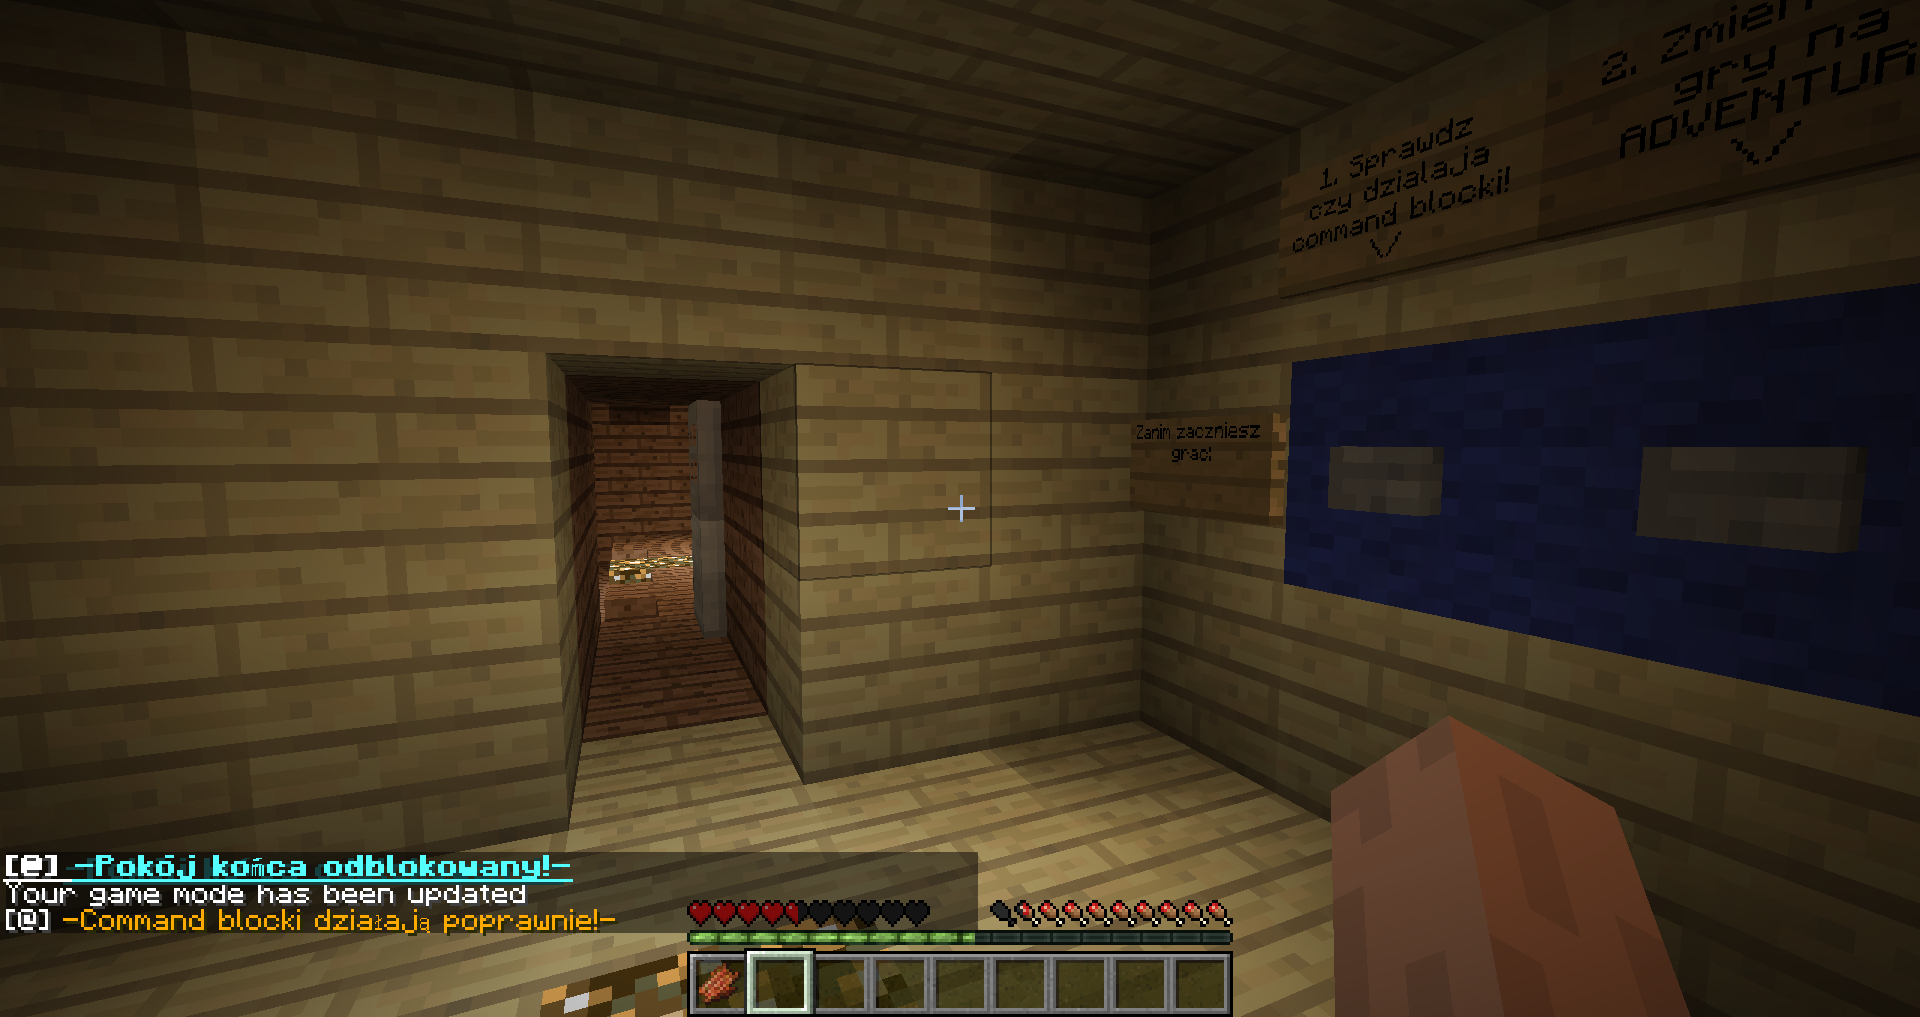 2. Zmień
gry na
ADVENTUR
\/
1. Sprawdz
czy dzialaja
command blocki!
\/
Zanim zaczniesz
grac!
[@] -Pokój końca odblokowany!-
Your game mode has been updated
[@] -Command blocki działają poprawnie!-